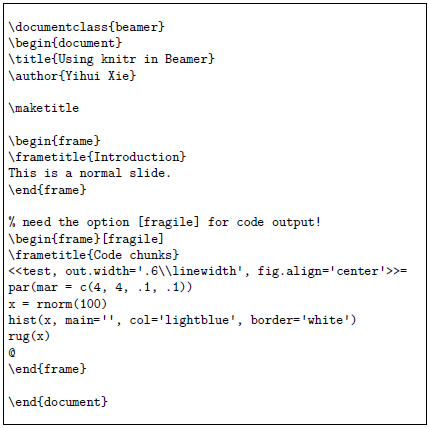 \documentclass{beamer}
\begin{document}
\title{Using knitr in Beamer}
\author{Yihui Xie}
\maketitle
\begin{frame}
\frametitle{Introduction}
This is a normal slide.
\end{frame}
% need the option [fragile] for code output!
\begin{frame}[fragile]
\frametitle{Code chunks}
<<test, out.width='.6\\linewidth', fig.align='center'>>=
par(mar = c(4, 4, .1, .1))
x = rnorm(100)
hist(x, main='', col='lightblue', border='white')
rug(x)
@
\end{frame}
\end{document}